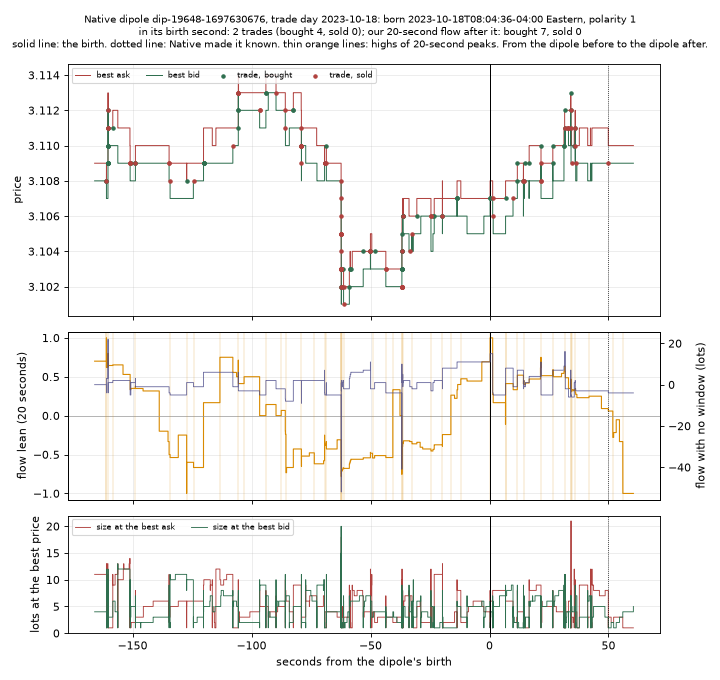 Native dipole dip-19648-1697630676, trade day 2023-10-18: born 2023-10-18T08:04:36-04:00 Eastern, polarity 1
in its birth second: 2 trades (bought 4, sold 0); our 20-second flow after it: bought 7, sold 0
solid line: the birth. dotted line: Native made it known. thin orange lines: highs of 20-second peaks. From the dipole before to the dipole after.
best ask
best bid
trade, bought
trade, sold
3.114
3.112
3.110
3.108
3.106
3.104
3.102
price
1.0
0.5
0.0
−0.5
−1.0
flow lean (20 seconds)
20
0
−20
−40
flow with no window (lots)
size at the best ask
size at the best bid
20
15
10
5
0
lots at the best price
−150
−100
−50
0
50
seconds from the dipole's birth